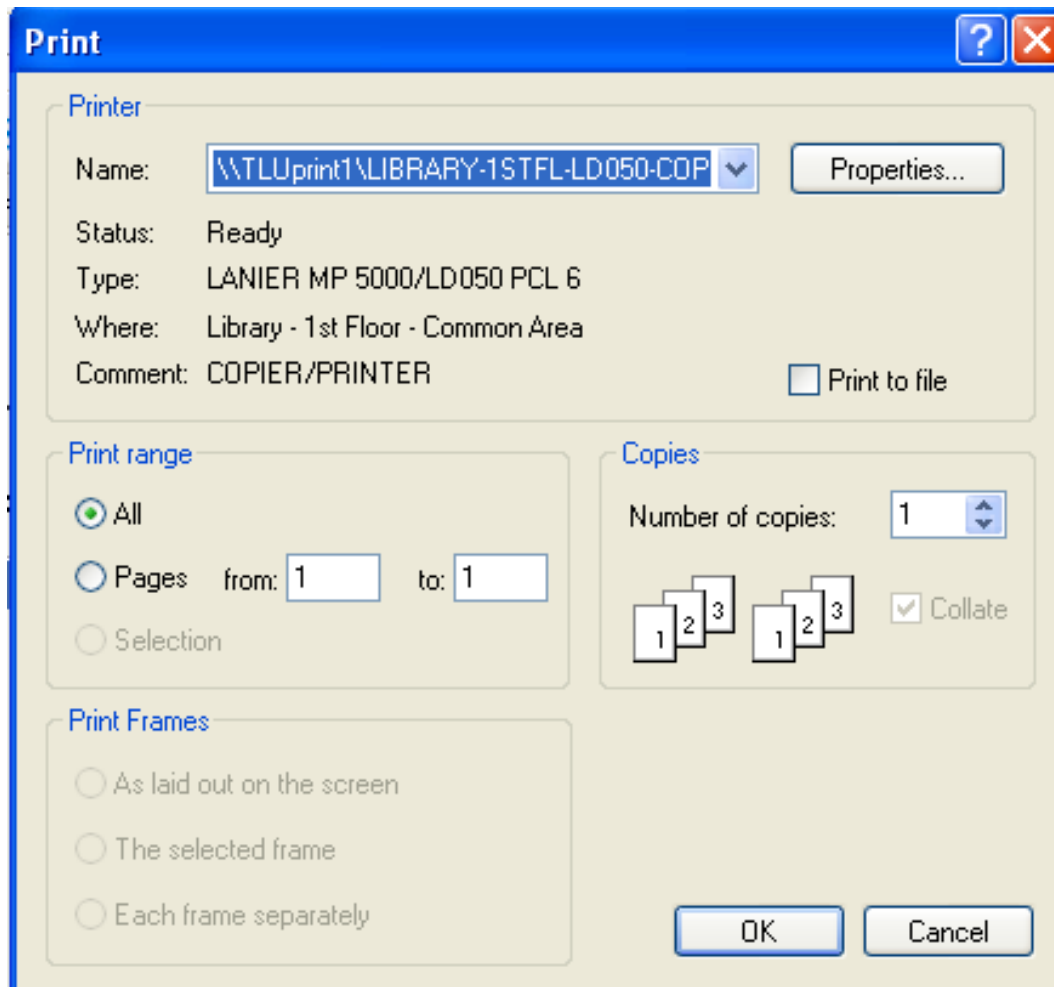 Print
Printer
Name: \\TLUprint1\LIBRARY-1STFL-LD050-COP Properties...
Status: Ready
Type: LANIER MP 5000/LD050 PCL 6
Where: Library - 1st Floor - Common Area
Comment: COPIER/PRINTER
Print to file
Print range
All
Pages from: 1 to: 1
Selection
Copies
Number of copies: 1
1 2 3 1 2 3 Collate
Print Frames
As laid out on the screen
The selected frame
Each frame separately
OK Cancel